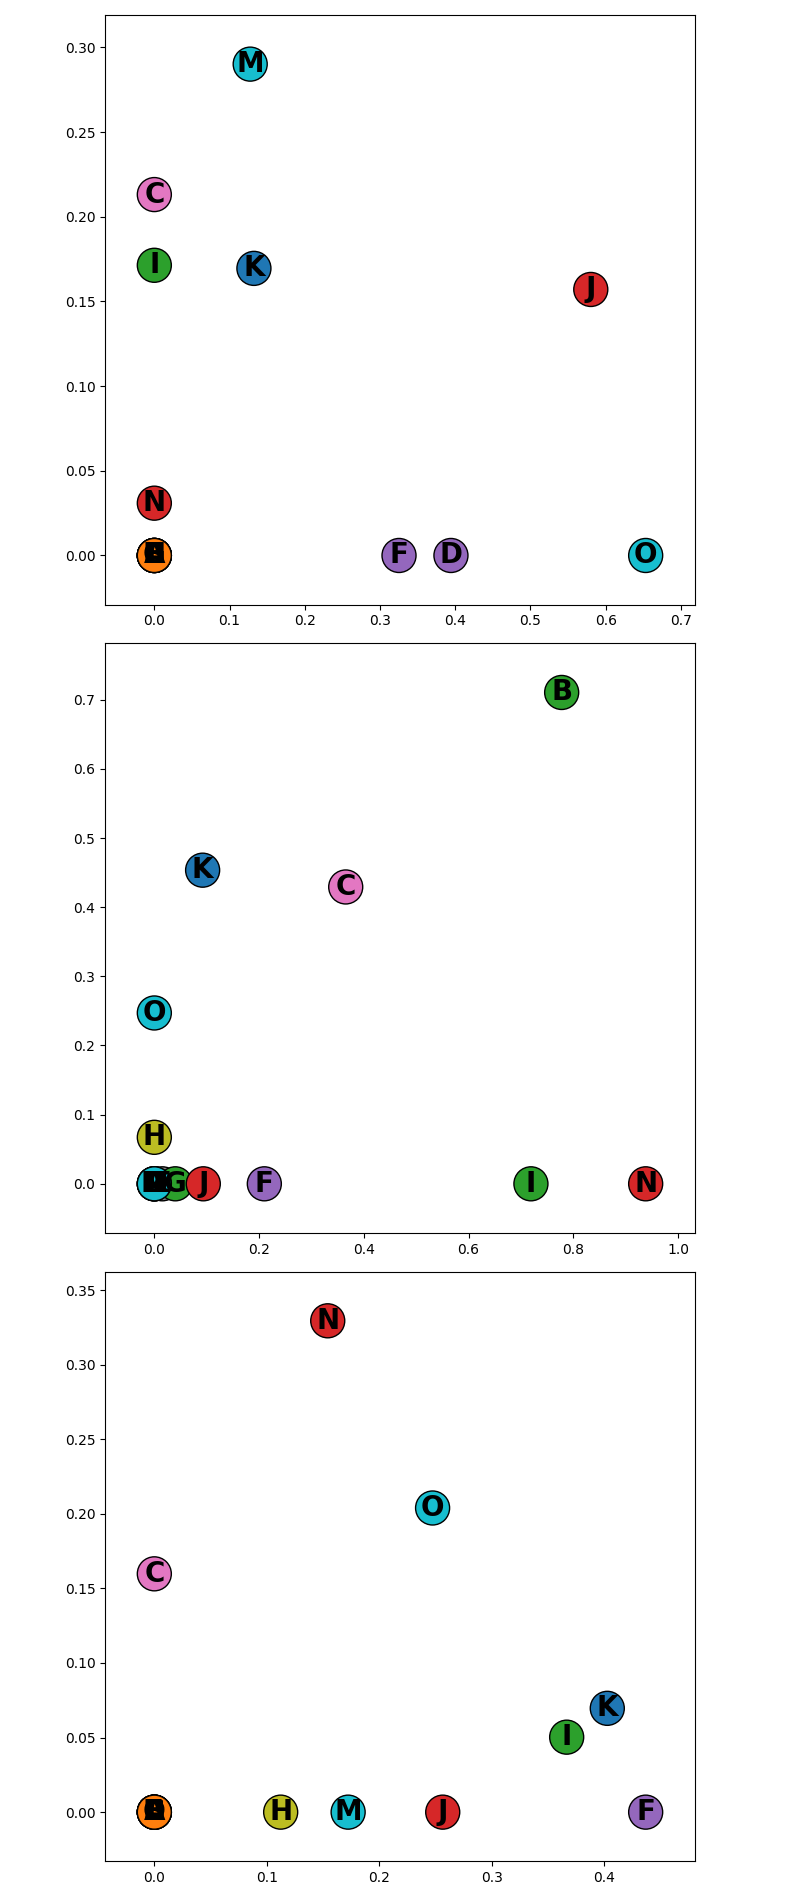 0.30
M
0.25
C
0.20
I K
J
0.15
0.10
0.05
N
0.00 F D O
0.0 0.1 0.2 0.3 0.4 0.5 0.6 0.7
B
0.7
0.6
0.5
K
C
0.4
0.3
O
0.2
0.1
H
0.0 G J F I N
0.0 0.2 0.4 0.6 0.8 1.0
0.35
N
0.30
0.25
O
0.20
C
0.15
0.10
K
I
0.05
0.00 H M J F
0.0 0.1 0.2 0.3 0.4